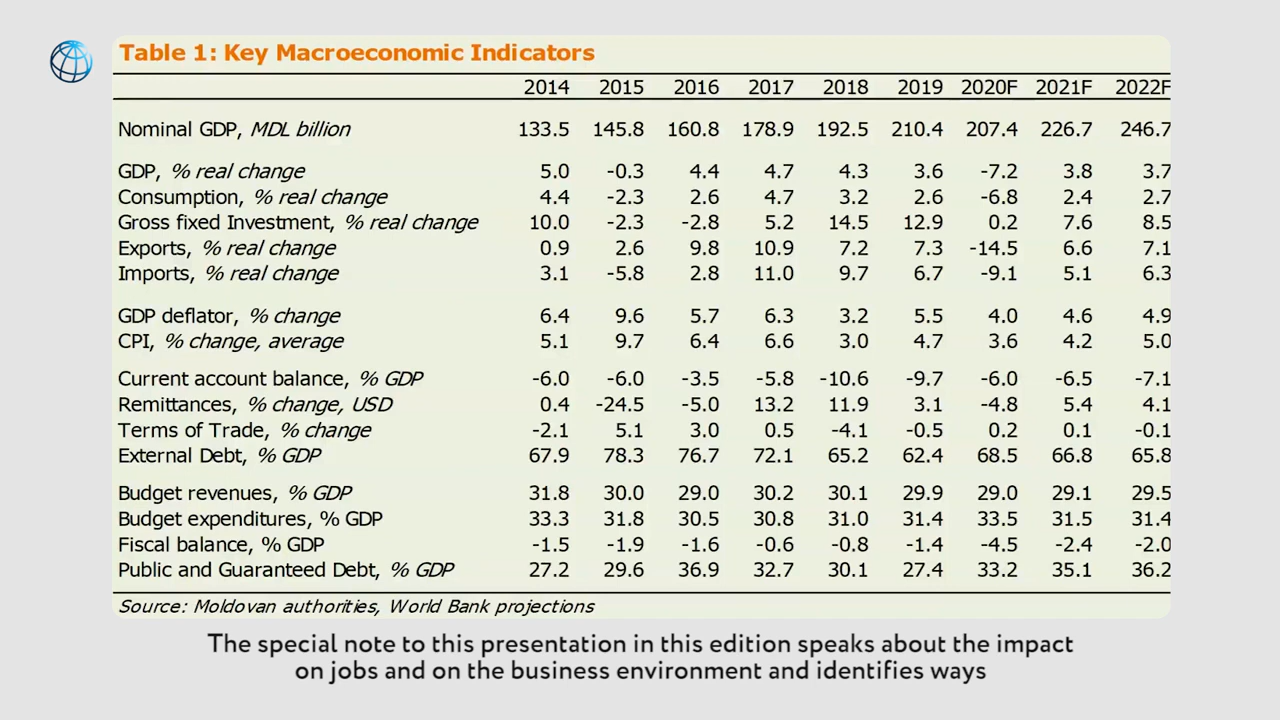 Table 1: Key Macroeconomic Indicators
2014 2015 2016 2017 2018 2019 2020F 2021F 2022F
Nominal GDP, MDL billion 133.5 145.8 160.8 178.9 192.5 210.4 207.4 226.7 246.7
GDP, % real change 5.0 -0.3 4.4 4.7 4.3 3.6 -7.2 3.8 3.7
Consumption, % real change 4.4 -2.3 2.6 4.7 3.2 2.6 -6.8 2.4 2.7
Gross fixed Investment, % real change 10.0 -2.3 -2.8 5.2 14.5 12.9 0.2 7.6 8.5
Exports, % real change 0.9 2.6 9.8 10.9 7.2 7.3 -14.5 6.6 7.1
Imports, % real change 3.1 -5.8 2.8 11.0 9.7 6.7 -9.1 5.1 6.3
GDP deflator, % change 6.4 9.6 5.7 6.3 3.2 5.5 4.0 4.6 4.9
CPI, % change, average 5.1 9.7 6.4 6.6 3.0 4.7 3.6 4.2 5.0
Current account balance, % GDP -6.0 -6.0 -3.5 -5.8 -10.6 -9.7 -6.0 -6.5 -7.1
Remittances, % change, USD 0.4 -24.5 -5.0 13.2 11.9 3.1 -4.8 5.4 4.1
Terms of Trade, % change -2.1 5.1 3.0 0.5 -4.1 -0.5 0.2 0.1 -0.1
External Debt, % GDP 67.9 78.3 76.7 72.1 65.2 62.4 68.5 66.8 65.8
Budget revenues, % GDP 31.8 30.0 29.0 30.2 30.1 29.9 29.0 29.1 29.5
Budget expenditures, % GDP 33.3 31.8 30.5 30.8 31.0 31.4 33.5 31.5 31.4
Fiscal balance, % GDP -1.5 -1.9 -1.6 -0.6 -0.8 -1.4 -4.5 -2.4 -2.0
Public and Guaranteed Debt, % GDP 27.2 29.6 36.9 32.7 30.1 27.4 33.2 35.1 36.2
Source: Moldovan authorities, World Bank projections
The special note to this presentation in this edition speaks about the impact
on jobs and on the business environment and identifies ways